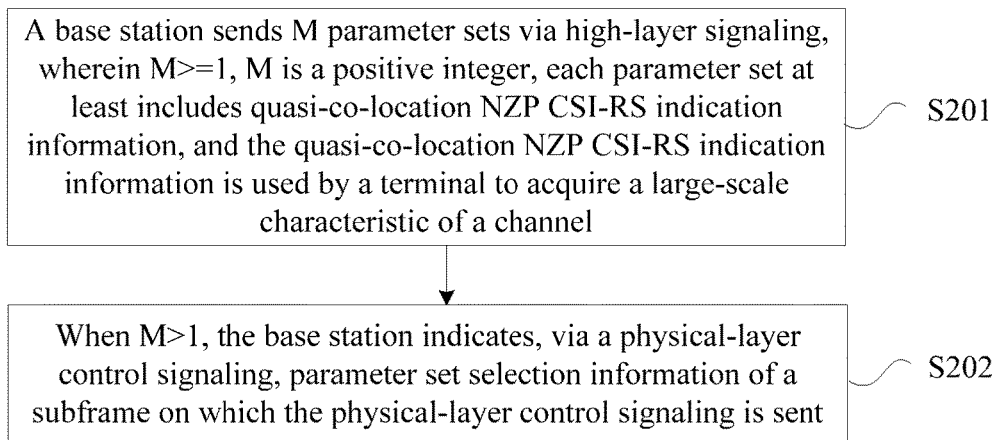 A base station sends M parameter sets via high-layer signaling,
wherein M>=1, M is a positive integer, each parameter set at
least includes quasi-co-location NZP CSI-RS indication
information, and the quasi-co-location NZP CSI-RS indication
information is used by a terminal to acquire a large-scale
characteristic of a channel
S201
When M>1, the base station indicates, via a physical-layer
control signaling, parameter set selection information of a
subframe on which the physical-layer control signaling is sent
S202